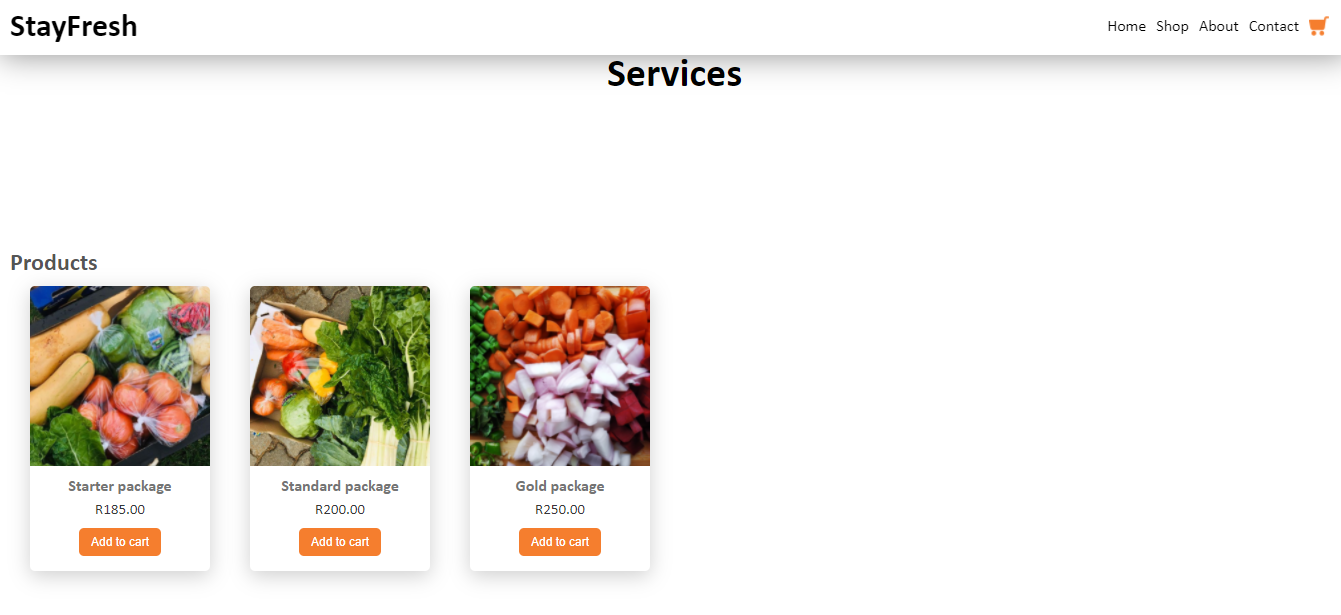 StayFresh
Home Shop About Contact
Services
Products
Starter package
R185.00
Add to cart
Standard package
R200.00
Add to cart
Gold package
R250.00
Add to cart